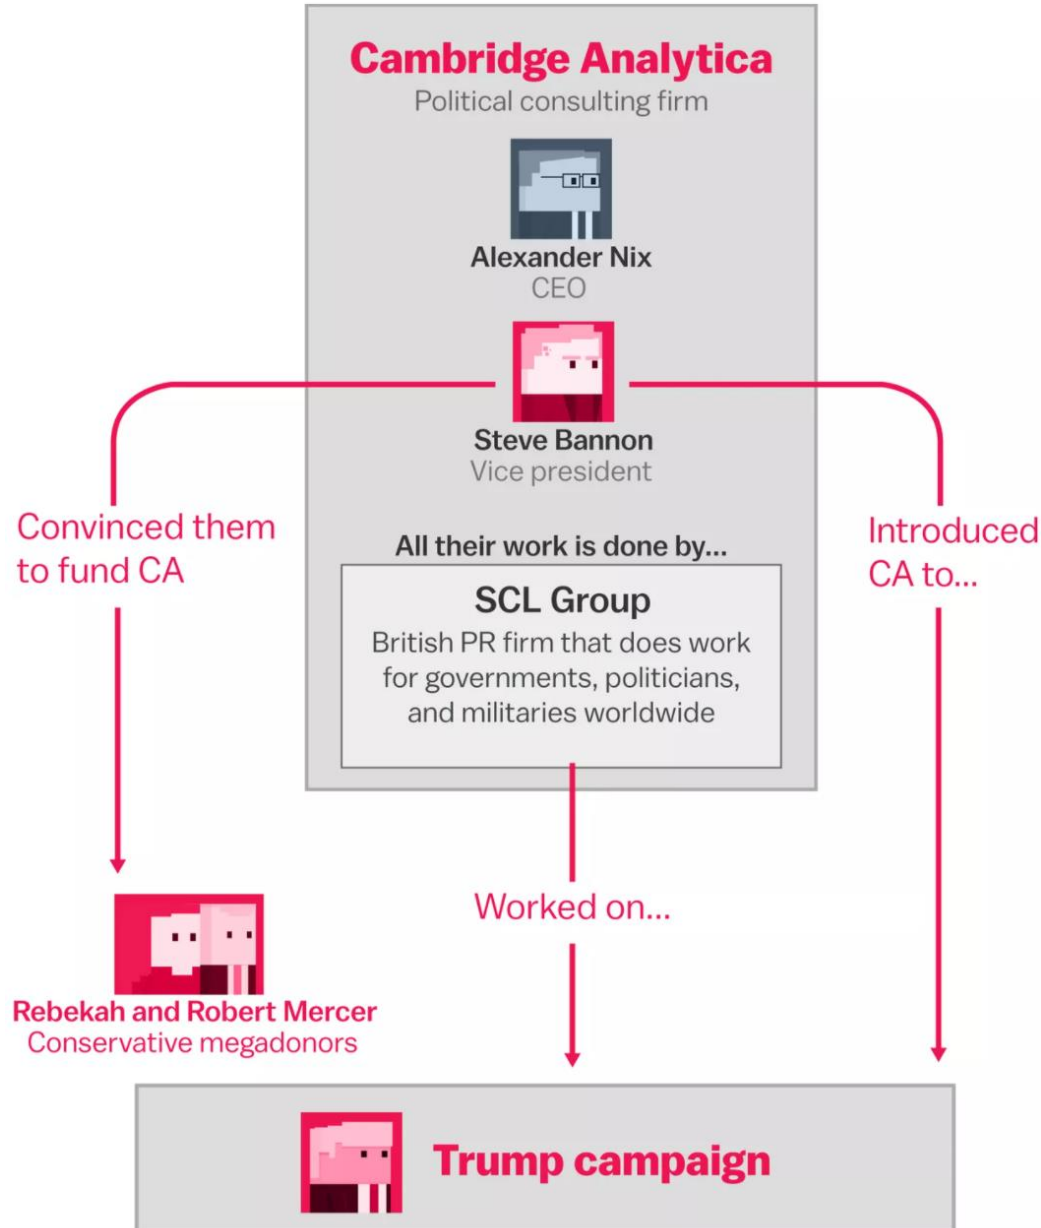 Cambridge Analytica
Political consulting firm
Alexander Nix
CEO
Steve Bannon
Vice president
Convinced them
to fund CA
Introduced
CA to...
All their work is done by...
SCL Group
British PR firm that does work
for governments, politicians,
and militaries worldwide
Worked on...
Rebekah and Robert Mercer
Conservative megadonors
Trump campaign